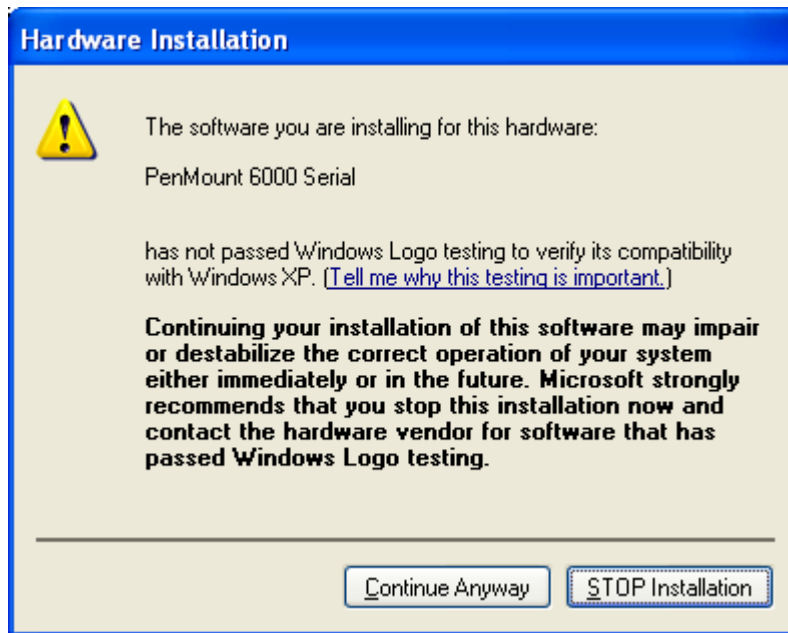 Hardware Installation
The software you are installing for this hardware:
PenMount 6000 Serial
has not passed Windows Logo testing to verify its compatibility
with Windows XP. (Tell me why this testing is important.)
Continuing your installation of this software may impair
or destabilize the correct operation of your system
either immediately or in the future. Microsoft strongly
recommends that you stop this installation now and
contact the hardware vendor for software that has
passed Windows Logo testing.
Continue Anyway
STOP Installation